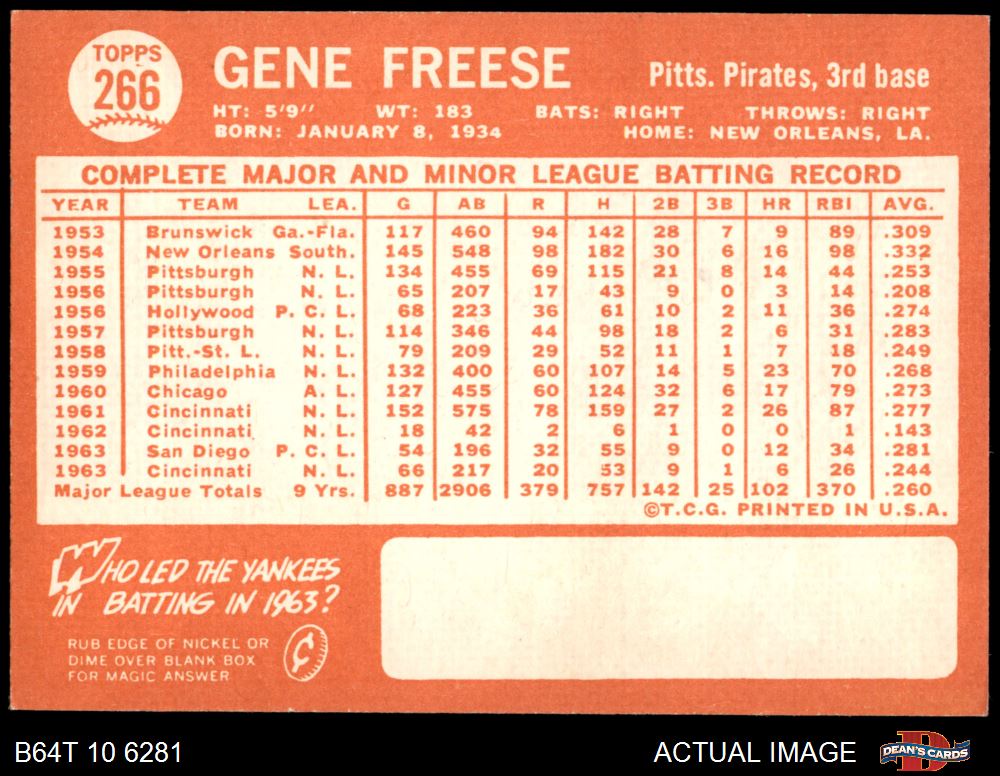 TOPPS
266
GENE FREESE
Pitts. Pirates, 3rd base
HT: 5'9" WT: 183 BATS: RIGHT THROWS: RIGHT
BORN: JANUARY 8, 1934 HOME: NEW ORLEANS, LA.
COMPLETE MAJOR AND MINOR LEAGUE BATTING RECORD
YEAR TEAM LEA. G AB R H 2B 3B HR RBI AVG.
1953 Brunswick Ga.-Fla. 117 460 94 142 28 7 9 89 .309
1954 New Orleans South. 145 548 98 182 30 6 16 98 .332
1955 Pittsburgh N. L. 134 455 69 115 21 8 14 44 .253
1956 Pittsburgh N. L. 65 207 17 43 9 0 3 14 .208
1956 Hollywood P. C. L. 68 223 36 61 10 2 11 36 .274
1957 Pittsburgh N. L. 114 346 44 98 18 2 6 31 .283
1958 Pitt.-St. L. N. L. 79 209 29 52 11 1 7 18 .249
1959 Philadelphia N. L. 132 400 60 107 14 5 23 70 .268
1960 Chicago A. L. 127 455 60 124 32 6 17 79 .273
1961 Cincinnati N. L. 152 575 78 159 27 2 26 87 .277
1962 Cincinnati N. L. 18 42 2 6 1 0 0 1 .143
1963 San Diego P. C. L. 54 196 32 55 9 0 12 34 .281
1963 Cincinnati N. L. 66 217 20 53 9 1 6 26 .244
Major League Totals 9 Yrs. 887 2906 379 757 142 25 102 370 .260
©T.C.G. PRINTED IN U.S.A.
WHO LED THE YANKEES
IN BATTING IN 1963?
RUB EDGE OF NICKEL OR
DIME OVER BLANK BOX
FOR MAGIC ANSWER
¢
B64T 10 6281 ACTUAL IMAGE
DEAN'S CARDS